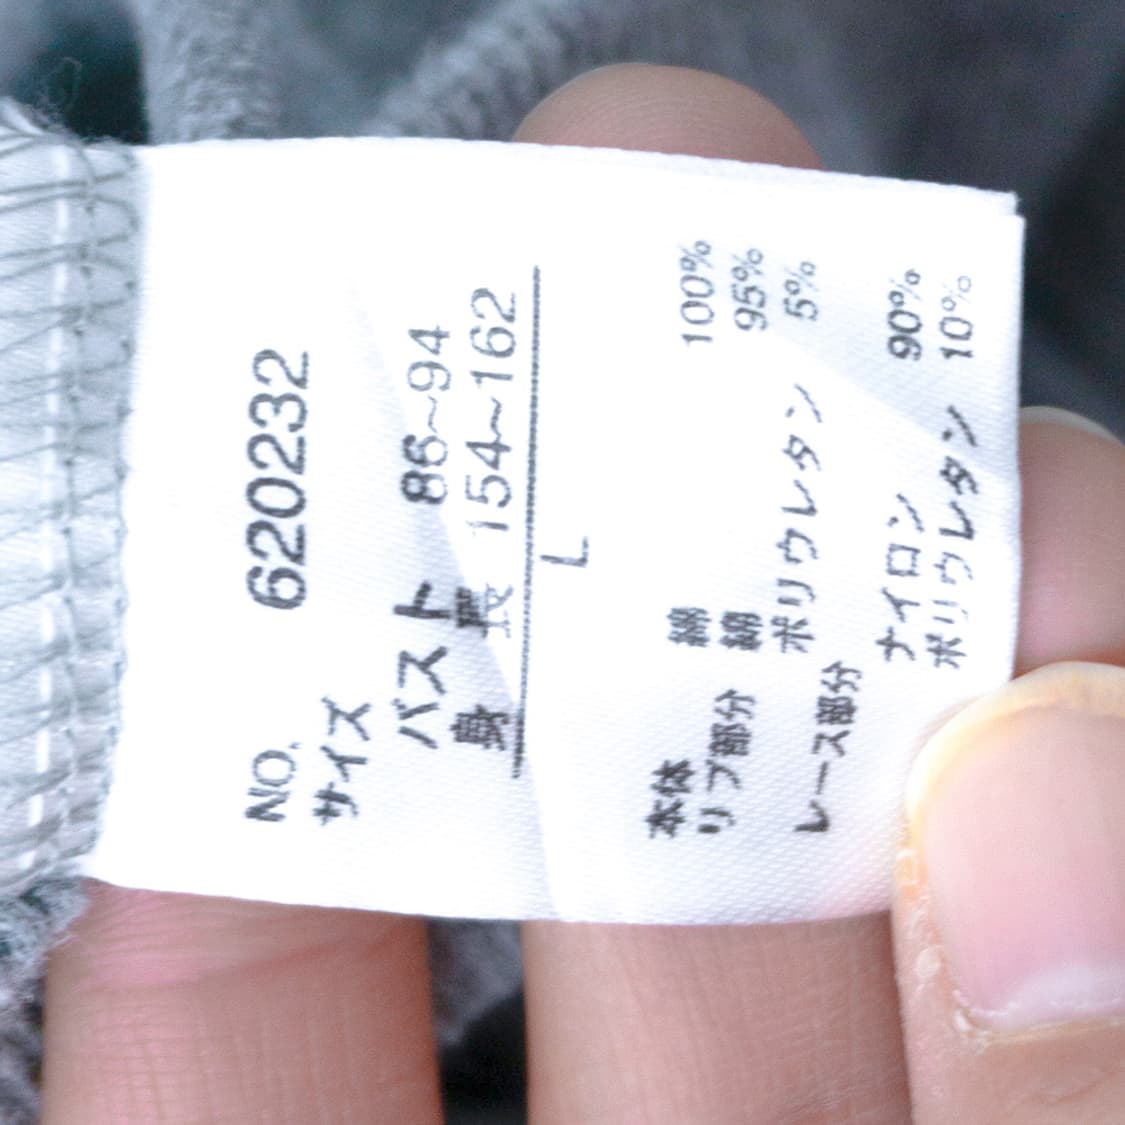 NO. 620232
サイズ
バスト 86~94
身長 154~162
L
本体 綿 100%
リブ部分 綿 95%
ポリウレタン 5%
レース部分
ナイロン 90%
ポリウレタン 10%